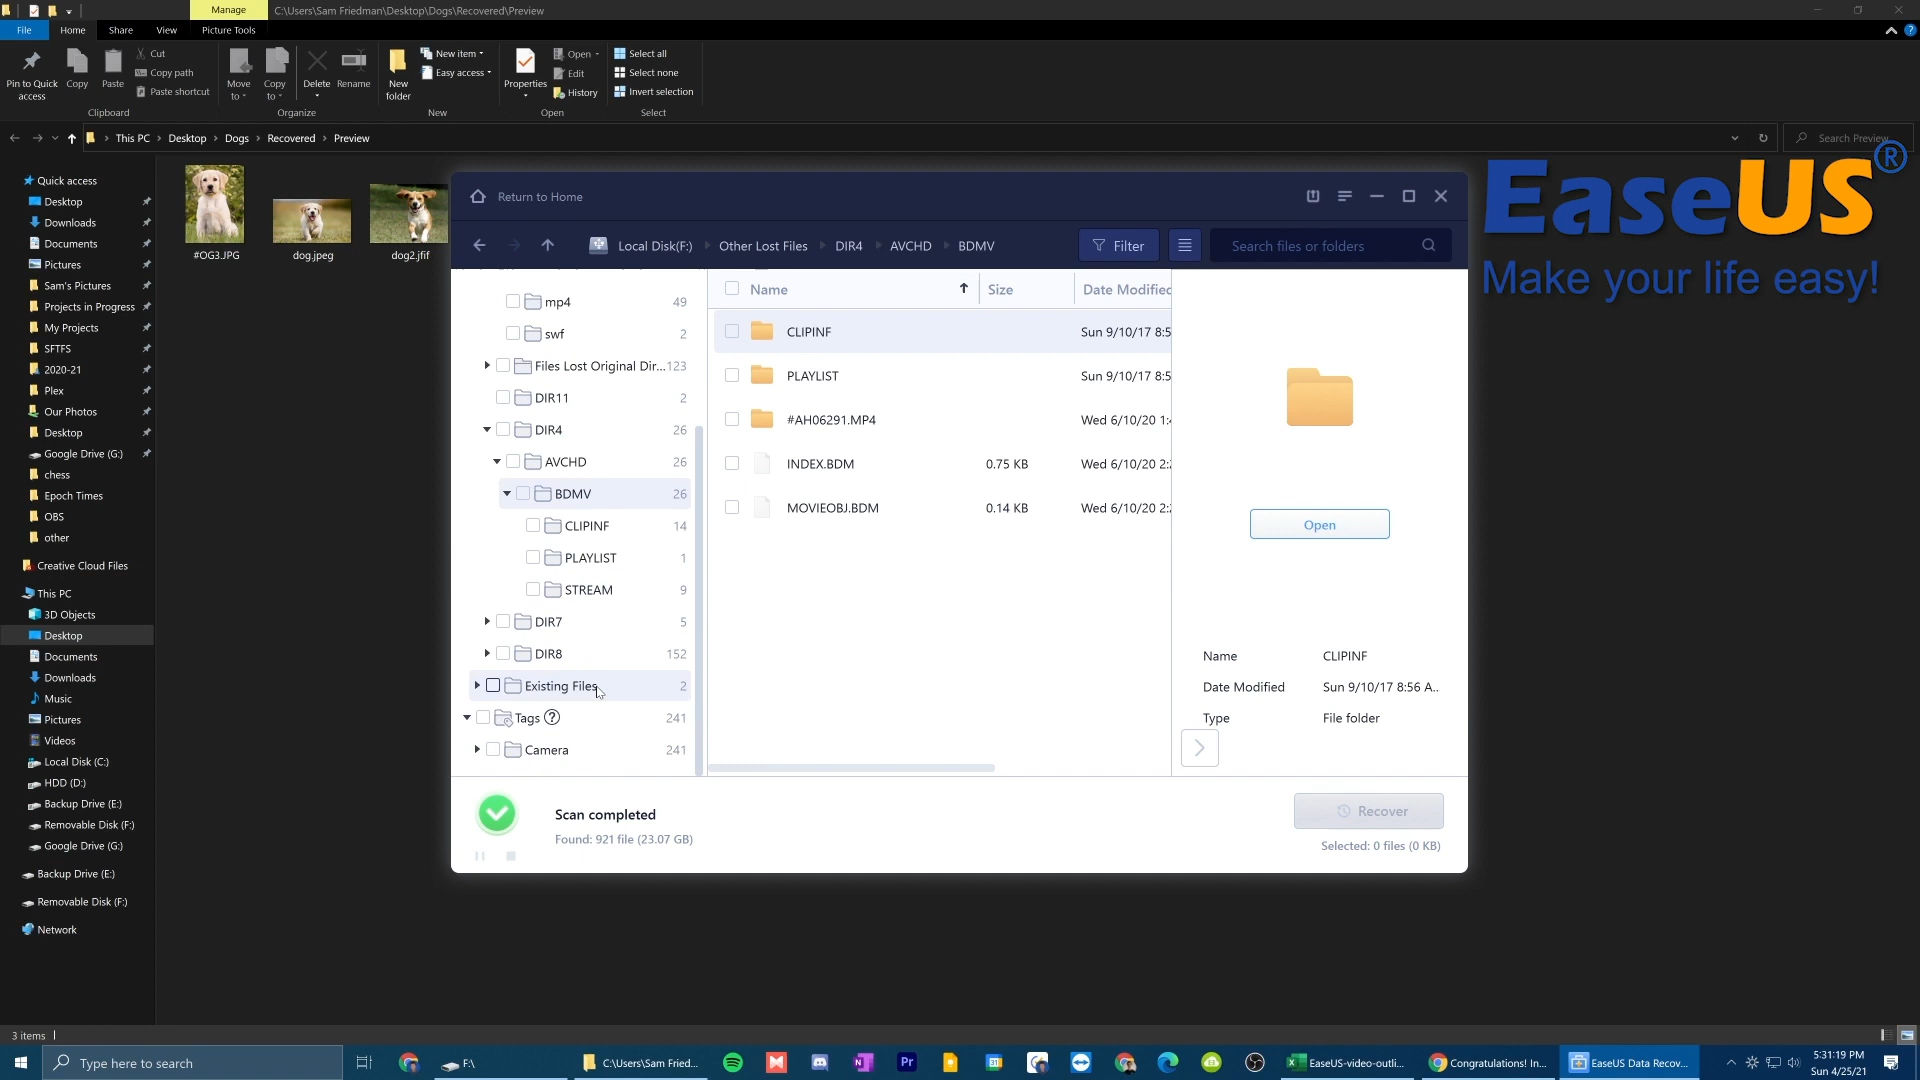 Manage
C:\Users\Sam Friedman\Desktop\Dogs\Recovered\Preview
File
Home
Share
View
Picture Tools
Pin to Quick access
Copy
Paste
Cut
Copy path
Paste shortcut
Clipboard
Move to
Copy to
Delete
Rename
Organize
New folder
New item
Easy access
New
Properties
Open
Edit
History
Open
Select all
Select none
Invert selection
Select
This PC > Desktop > Dogs > Recovered > Preview
Search Preview
Quick access
Desktop
Downloads
Documents
Pictures
Sam's Pictures
Projects in Progress
My Projects
SFTFS
2020-21
Plex
Our Photos
Desktop
Google Drive (G:)
chess
Epoch Times
OBS
other
Creative Cloud Files
This PC
3D Objects
Desktop
Documents
Downloads
Music
Pictures
Videos
Local Disk (C:)
HDD (D:)
Backup Drive (E:)
Removable Disk (F:)
Google Drive (G:)
Backup Drive (E:)
Removable Disk (F:)
Network
3 items
#OG3.JPG
dog.jpeg
dog2.jfif
EaseUS®
Make your life easy!
Return to Home
Local Disk(F:)
Other Lost Files
DIR4
AVCHD
BDMV
Filter
Search files or folders
mp4 49
swf 2
Files Lost Original Dir... 123
DIR11 2
DIR4 26
AVCHD 26
BDMV 26
CLIPINF 14
PLAYLIST 1
STREAM 9
DIR7 5
DIR8 152
Existing Files 2
Tags ? 241
Camera 241
Name Size Date Modified
CLIPINF Sun 9/10/17 8:5
PLAYLIST Sun 9/10/17 8:5
#AH06291.MP4 Wed 6/10/20 1:4
INDEX.BDM 0.75 KB Wed 6/10/20 2:2
MOVIEOBJ.BDM 0.14 KB Wed 6/10/20 2:2
Open
Name CLIPINF
Date Modified Sun 9/10/17 8:56 A..
Type File folder
Scan completed
Found: 921 file (23.07 GB)
Recover
Selected: 0 files (0 KB)
Type here to search
F:\
C:\Users\Sam Fried...
EaseUS-video-outli...
Congratulations! In...
EaseUS Data Recov...
5:31:19 PM
Sun 4/25/21